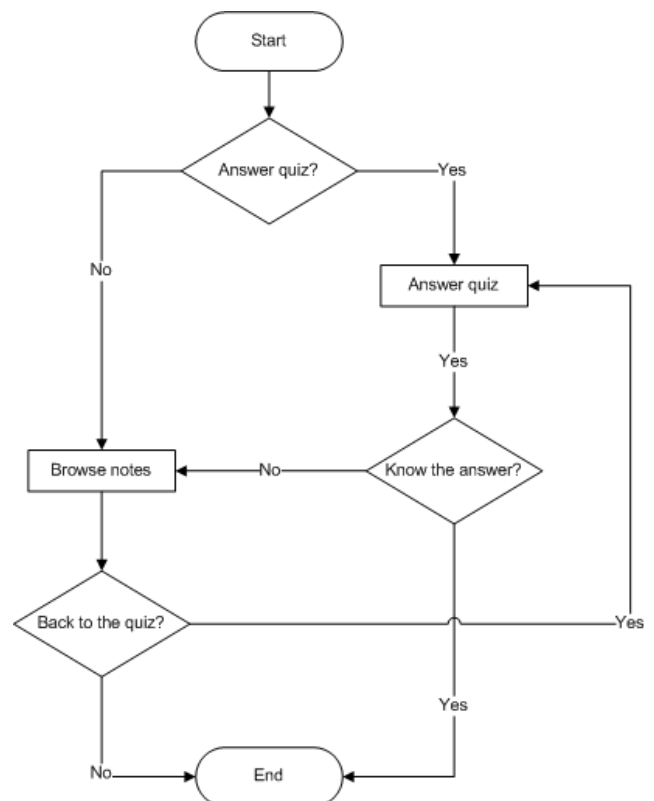 Start
Answer quiz?
Yes
No
Answer quiz
Yes
Browse notes
No
Know the answer?
Back to the quiz?
Yes
Yes
No
End